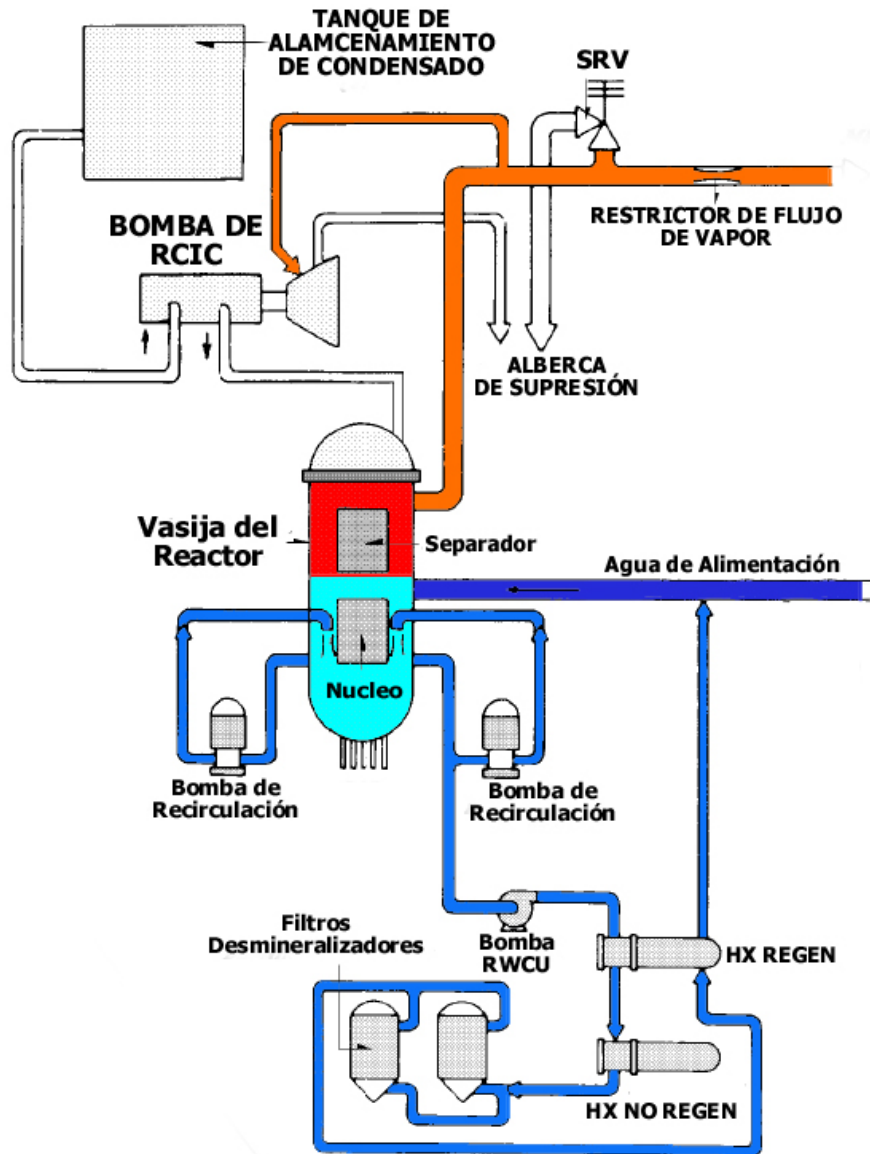 TANQUE DE
ALAMCENAMIENTO
DE CONDENSADO
SRV
RESTRICTOR DE FLUJO
DE VAPOR
BOMBA DE
RCIC
ALBERCA
DE SUPRESIÓN
Vasija del
Reactor
Separador
Agua de Alimentación
Nucleo
Bomba de
Recirculación
Bomba de
Recirculación
Filtros
Desmineralizadores
Bomba
RWCU
HX REGEN
HX NO REGEN